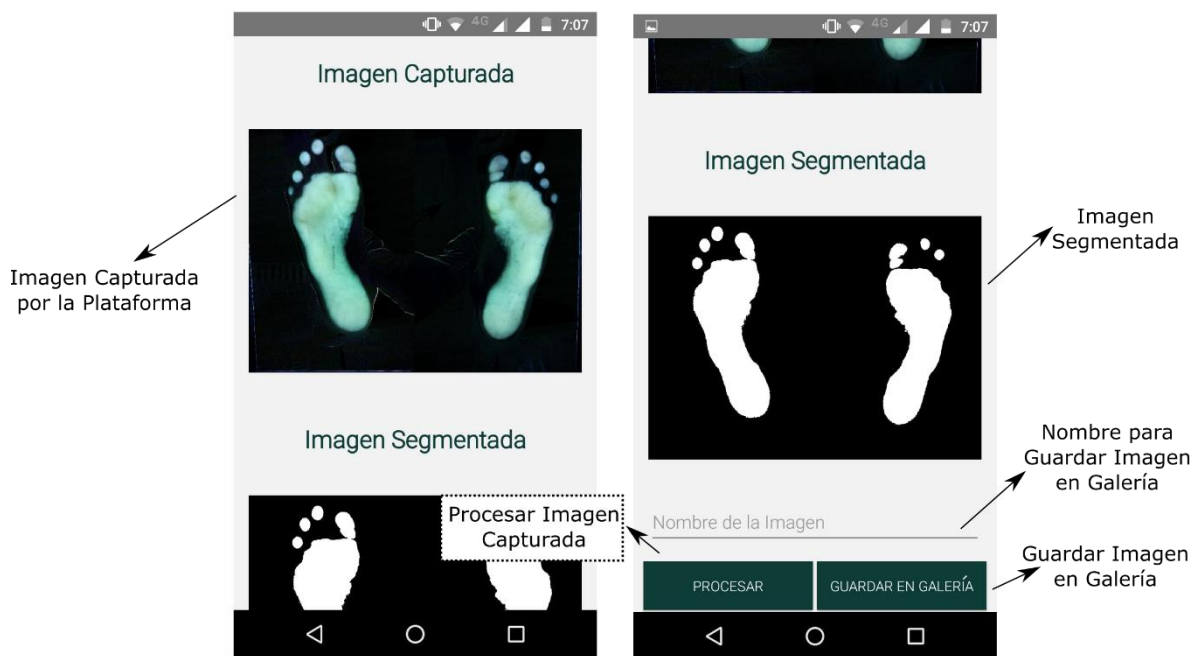 4G 7:07
Imagen Capturada
Imagen Segmentada
Imagen Capturada
por la Plataforma
4G 7:07
Imagen Segmentada
Nombre de la Imagen
PROCESAR
GUARDAR EN GALERÍA
Procesar Imagen
Capturada
Imagen
Segmentada
Nombre para
Guardar Imagen
en Galería
Guardar Imagen
en Galería